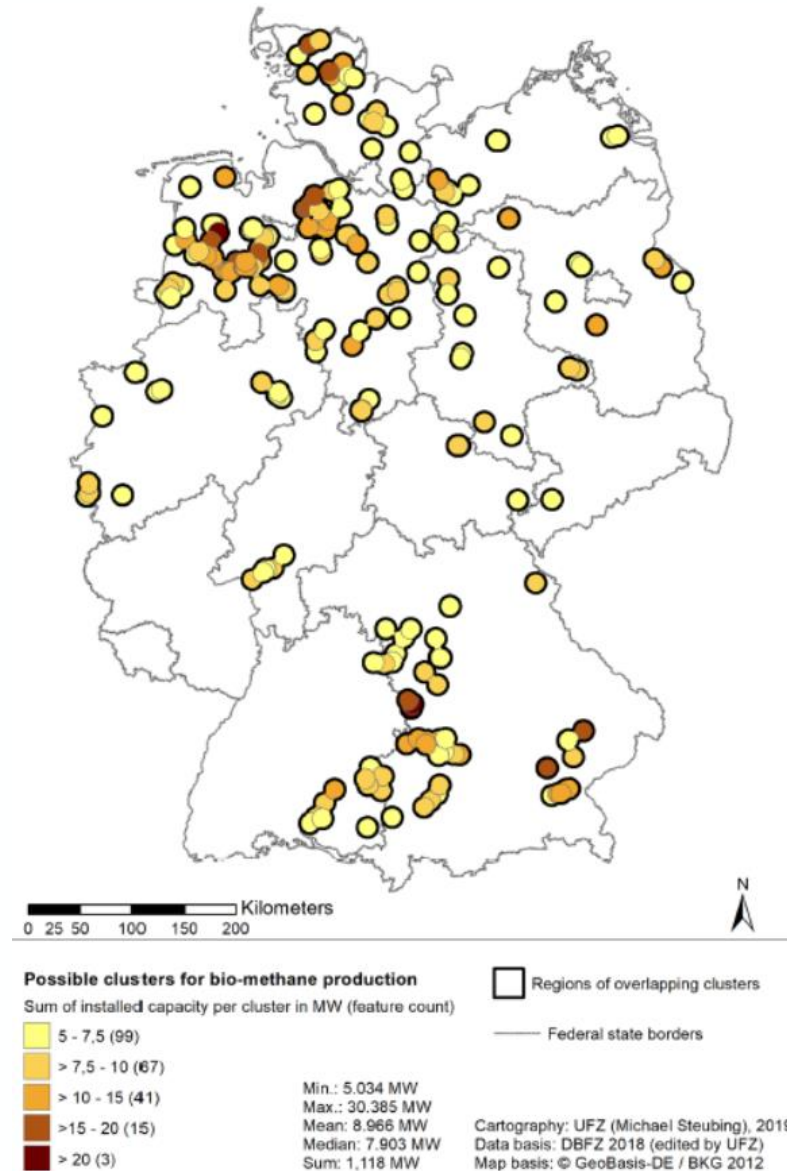 N
Kilometers
0 25 50 100 150 200
Possible clusters for bio-methane production
Sum of installed capacity per cluster in MW (feature count)
5 - 7,5 (99)
> 7,5 - 10 (67)
> 10 - 15 (41)
>15 - 20 (15)
> 20 (3)
Regions of overlapping clusters
Federal state borders
Min.: 5.034 MW
Max.: 30.385 MW
Mean: 8.966 MW
Median: 7.903 MW
Sum: 1,118 MW
Cartography: UFZ (Michael Steubing), 2019
Data basis: DBFZ 2018 (edited by UFZ)
Map basis: © GeoBasis-DE / BKG 2012